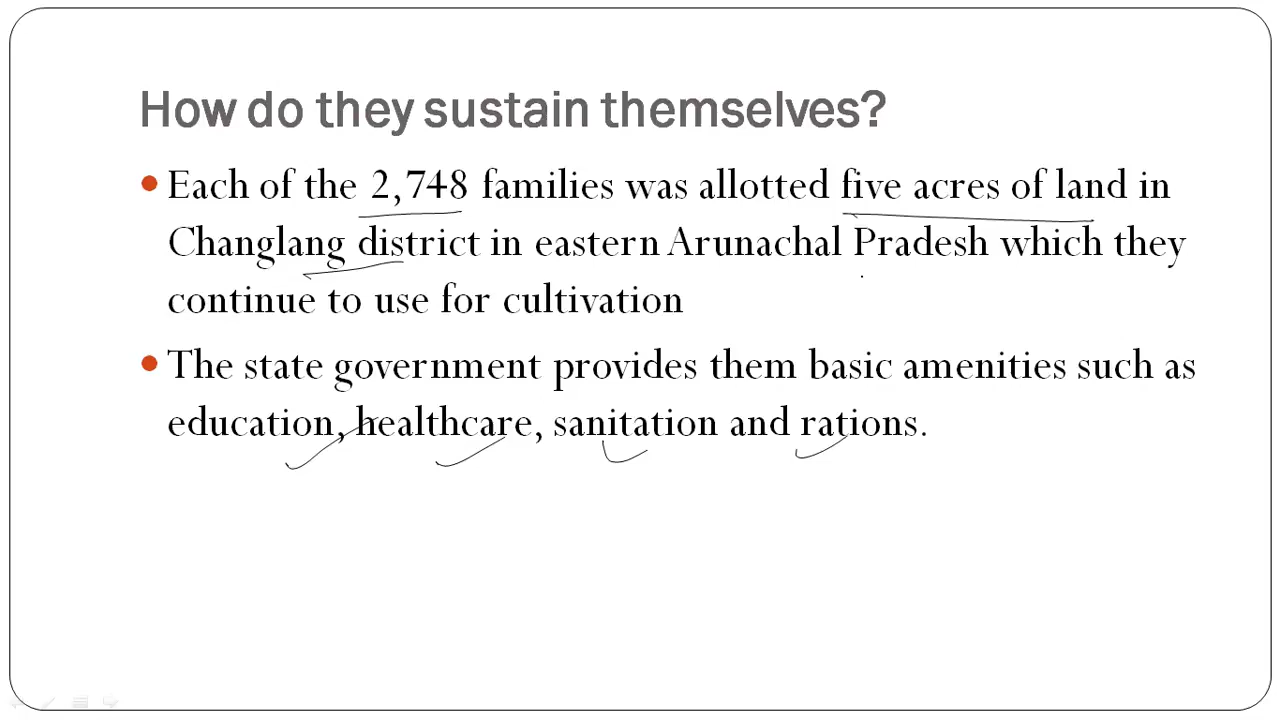 How do they sustain themselves?
Each of the 2,748 families was allotted five acres of land in
Changlang district in eastern Arunachal Pradesh which they
continue to use for cultivation
The state government provides them basic amenities such as
education, healthcare, sanitation and rations.